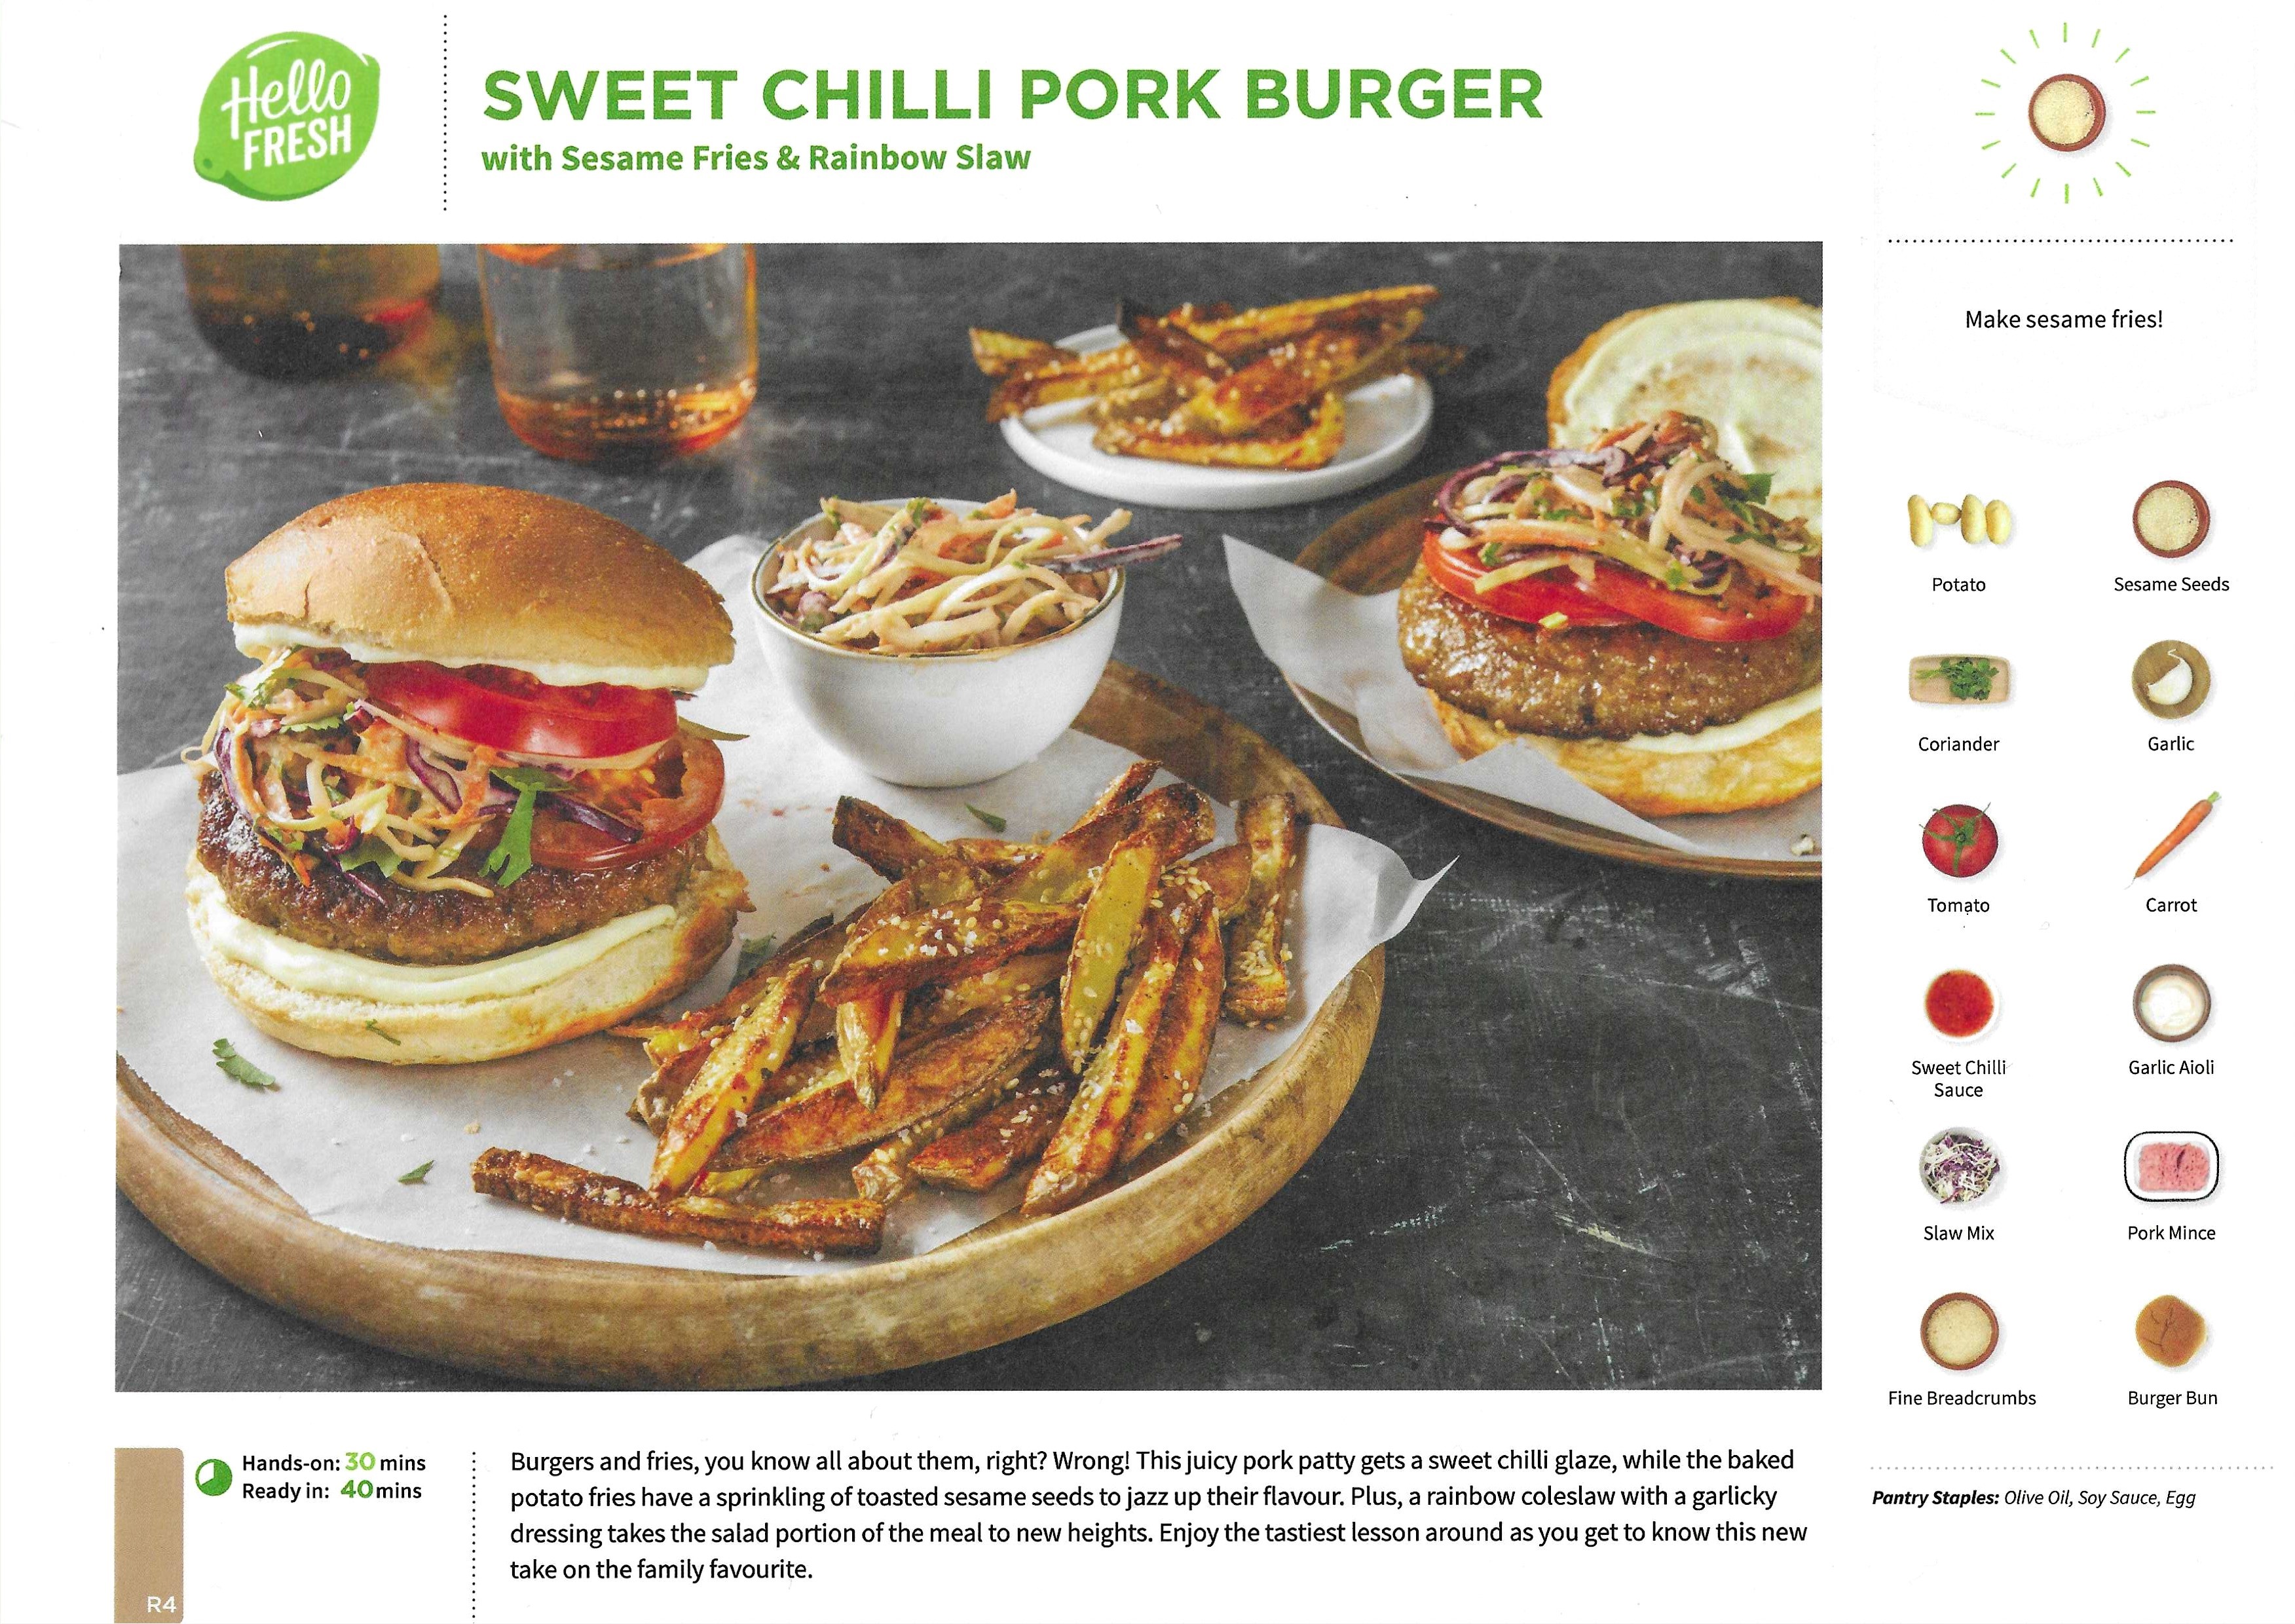 Hello
FRESH
SWEET CHILLI PORK BURGER
with Sesame Fries & Rainbow Slaw
Make sesame fries!
Potato
Sesame Seeds
Coriander
Garlic
Tomato
Carrot
Sweet Chilli
Sauce
Garlic Aioli
Slaw Mix
Pork Mince
Fine Breadcrumbs
Burger Bun
Pantry Staples: Olive Oil, Soy Sauce, Egg
Hands-on: 30 mins
Ready in: 40 mins
R4
Burgers and fries, you know all about them, right? Wrong! This juicy pork patty gets a sweet chilli glaze, while the baked
potato fries have a sprinkling of toasted sesame seeds to jazz up their flavour. Plus, a rainbow coleslaw with a garlicky
dressing takes the salad portion of the meal to new heights. Enjoy the tastiest lesson around as you get to know this new
take on the family favourite.